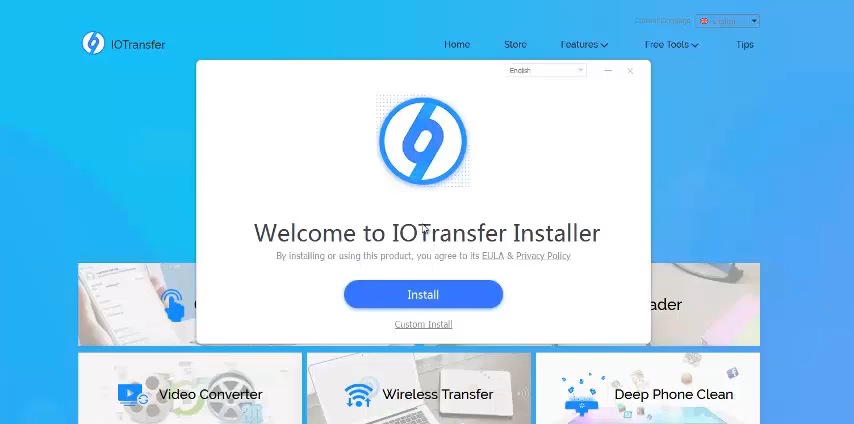 English
IOTransfer
Home
Store
Features
Free Tools
Tips
English
Welcome to IOTransfer Installer
By installing or using this product, you agree to its EULA & Privacy Policy
Install
Custom Install
Video Converter
Wireless Transfer
Deep Phone Clean